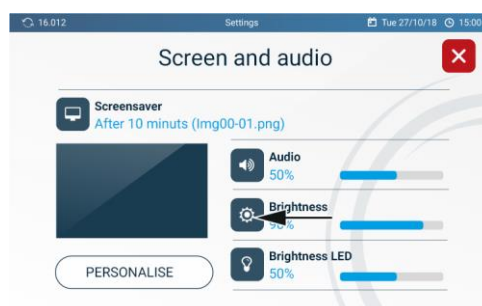 16.012 Settings Tue 27/10/18 15:00
Screen and audio
Screensaver
After 10 minuts (Img00-01.png)
Audio
50%
Brightness
Brightness LED
50%
PERSONALISE